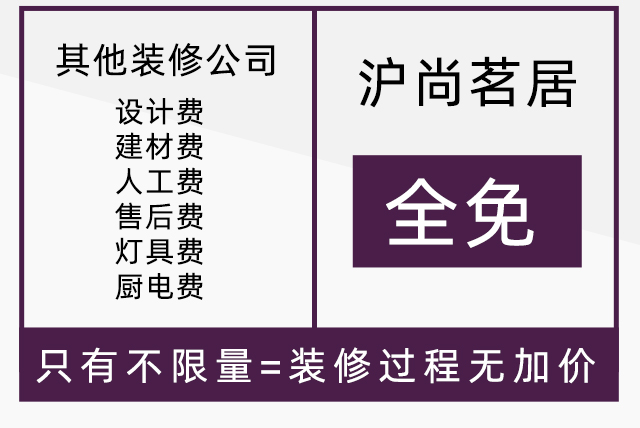 其他装修公司
设计费
建材费
人工费
售后费
灯具费
厨电费
沪尚茗居
全免
只有不限量=装修过程无加价